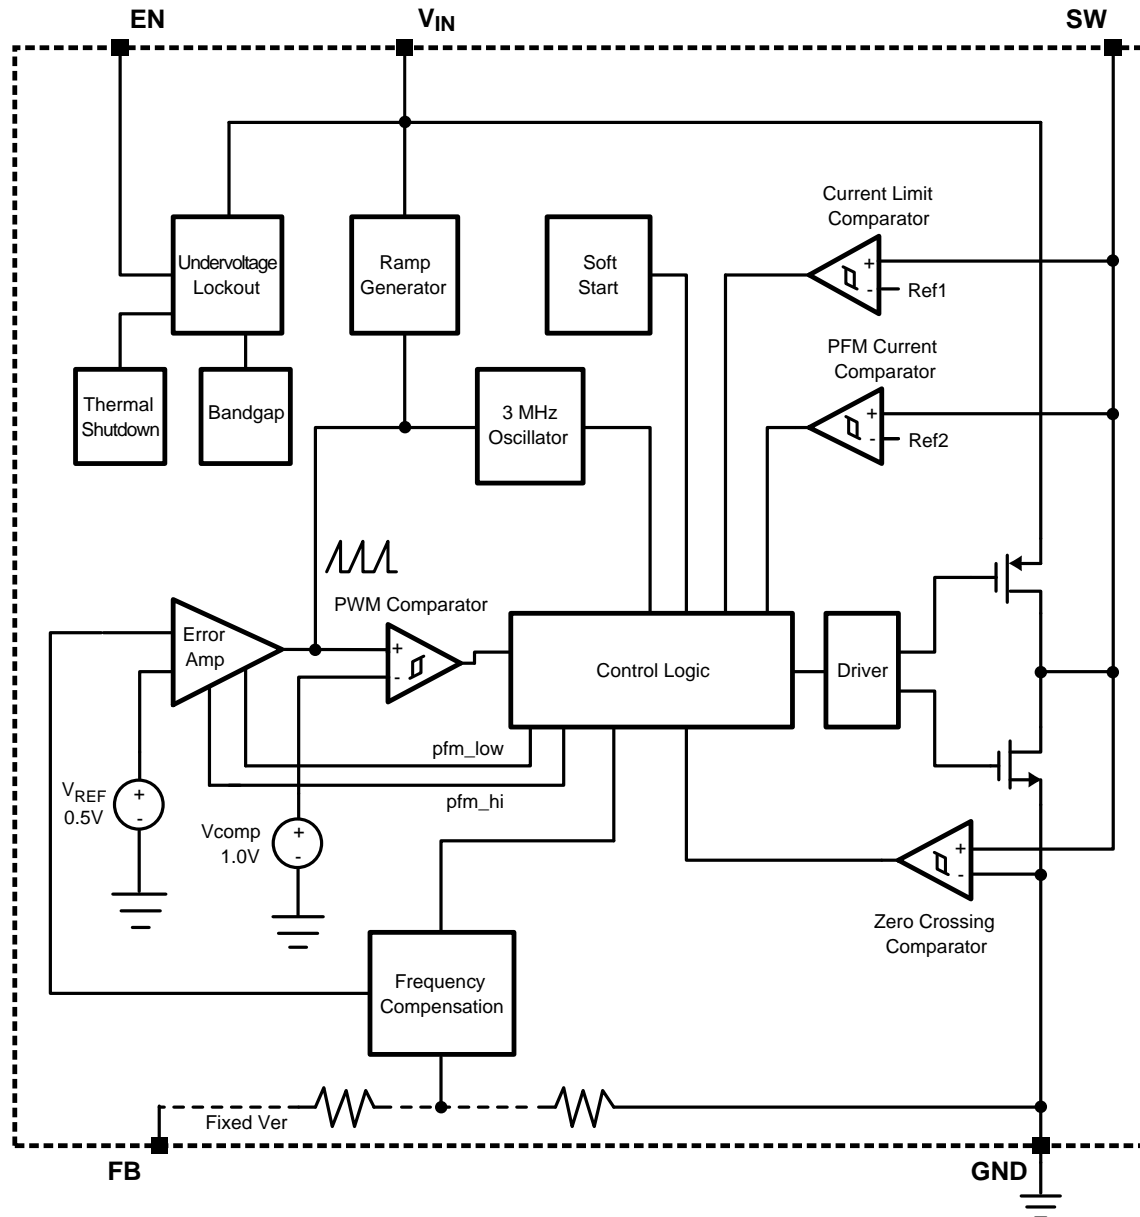 EN
VIN
SW
Current Limit
Comparator
Undervoltage
Lockout
Ramp
Generator
Soft
Start
+
-
Ref1
PFM Current
Comparator
Thermal
Shutdown
Bandgap
3 MHz
Oscillator
+
-
Ref2
PWM Comparator
Error
Amp
+
-
Control Logic
Driver
pfm_low
pfm_hi
VREF
0.5V
+
-
Vcomp
1.0V
+
-
+
-
Zero Crossing
Comparator
Frequency
Compensation
Fixed Ver
FB
GND